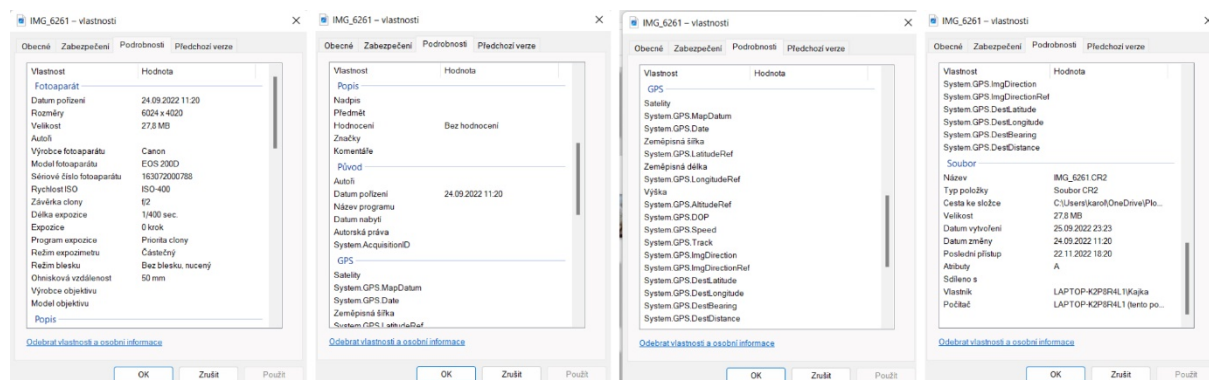 IMG_6261 – vlastnosti
Obecné Zabezpečení Podrobnosti Předchozí verze
Vlastnost Hodnota
Fotoaparát
Datum pořízení 24.09.2022 11:20
Rozměry 6024 x 4020
Velikost 27,8 MB
Autoři
Výrobce fotoaparátu Canon
Model fotoaparátu EOS 200D
Sériové číslo fotoaparátu 163072000788
Rychlost ISO ISO-400
Závěrka clony f/2
Délka expozice 1/400 sec.
Expozice 0 krok
Program expozice Priorita clony
Režim expozimetru Částečný
Režim blesku Bez blesku, nucený
Ohnisková vzdálenost 50 mm
Výrobce objektivu
Model objektivu
Popis
Odebrat vlastnosti a osobní informace
OK Zrušit Použít
IMG_6261 – vlastnosti
Obecné Zabezpečení Podrobnosti Předchozí verze
Vlastnost Hodnota
Popis
Nadpis
Předmět
Hodnocení Bez hodnocení
Značky
Komentáře
Původ
Autoři
Datum pořízení 24.09.2022 11:20
Název programu
Datum nabytí
Autorská práva
System.AcquisitionID
GPS
Satelity
System.GPS.MapDatum
System.GPS.Date
Zeměpisná šířka
System.GPS.LatitudeRef
Odebrat vlastnosti a osobní informace
OK Zrušit Použít
IMG_6261 – vlastnosti
Obecné Zabezpečení Podrobnosti Předchozí verze
Vlastnost Hodnota
GPS
Satelity
System.GPS.MapDatum
System.GPS.Date
Zeměpisná šířka
System.GPS.LatitudeRef
Zeměpisná délka
System.GPS.LongitudeRef
Výška
System.GPS.AltitudeRef
System.GPS.DOP
System.GPS.Speed
System.GPS.Track
System.GPS.ImgDirection
System.GPS.ImgDirectionRef
System.GPS.DestLatitude
System.GPS.DestLongitude
System.GPS.DestBearing
System.GPS.DestDistance
Odebrat vlastnosti a osobní informace
OK Zrušit Použít
IMG_6261 – vlastnosti
Obecné Zabezpečení Podrobnosti Předchozí verze
Vlastnost Hodnota
System.GPS.ImgDirection
System.GPS.ImgDirectionRef
System.GPS.DestLatitude
System.GPS.DestLongitude
System.GPS.DestBearing
System.GPS.DestDistance
Soubor
Název IMG_6261.CR2
Typ položky Soubor CR2
Cesta ke složce C:\Users\karol\OneDrive\Plo...
Velikost 27,8 MB
Datum vytvoření 25.09.2022 23:23
Datum změny 24.09.2022 11:20
Poslední přístup 22.11.2022 18:20
Atributy A
Sdíleno s
Vlastník LAPTOP-K2P8R4L1\Kajka
Počítač LAPTOP-K2P8R4L1 (tento po...
Odebrat vlastnosti a osobní informace
OK Zrušit Použít